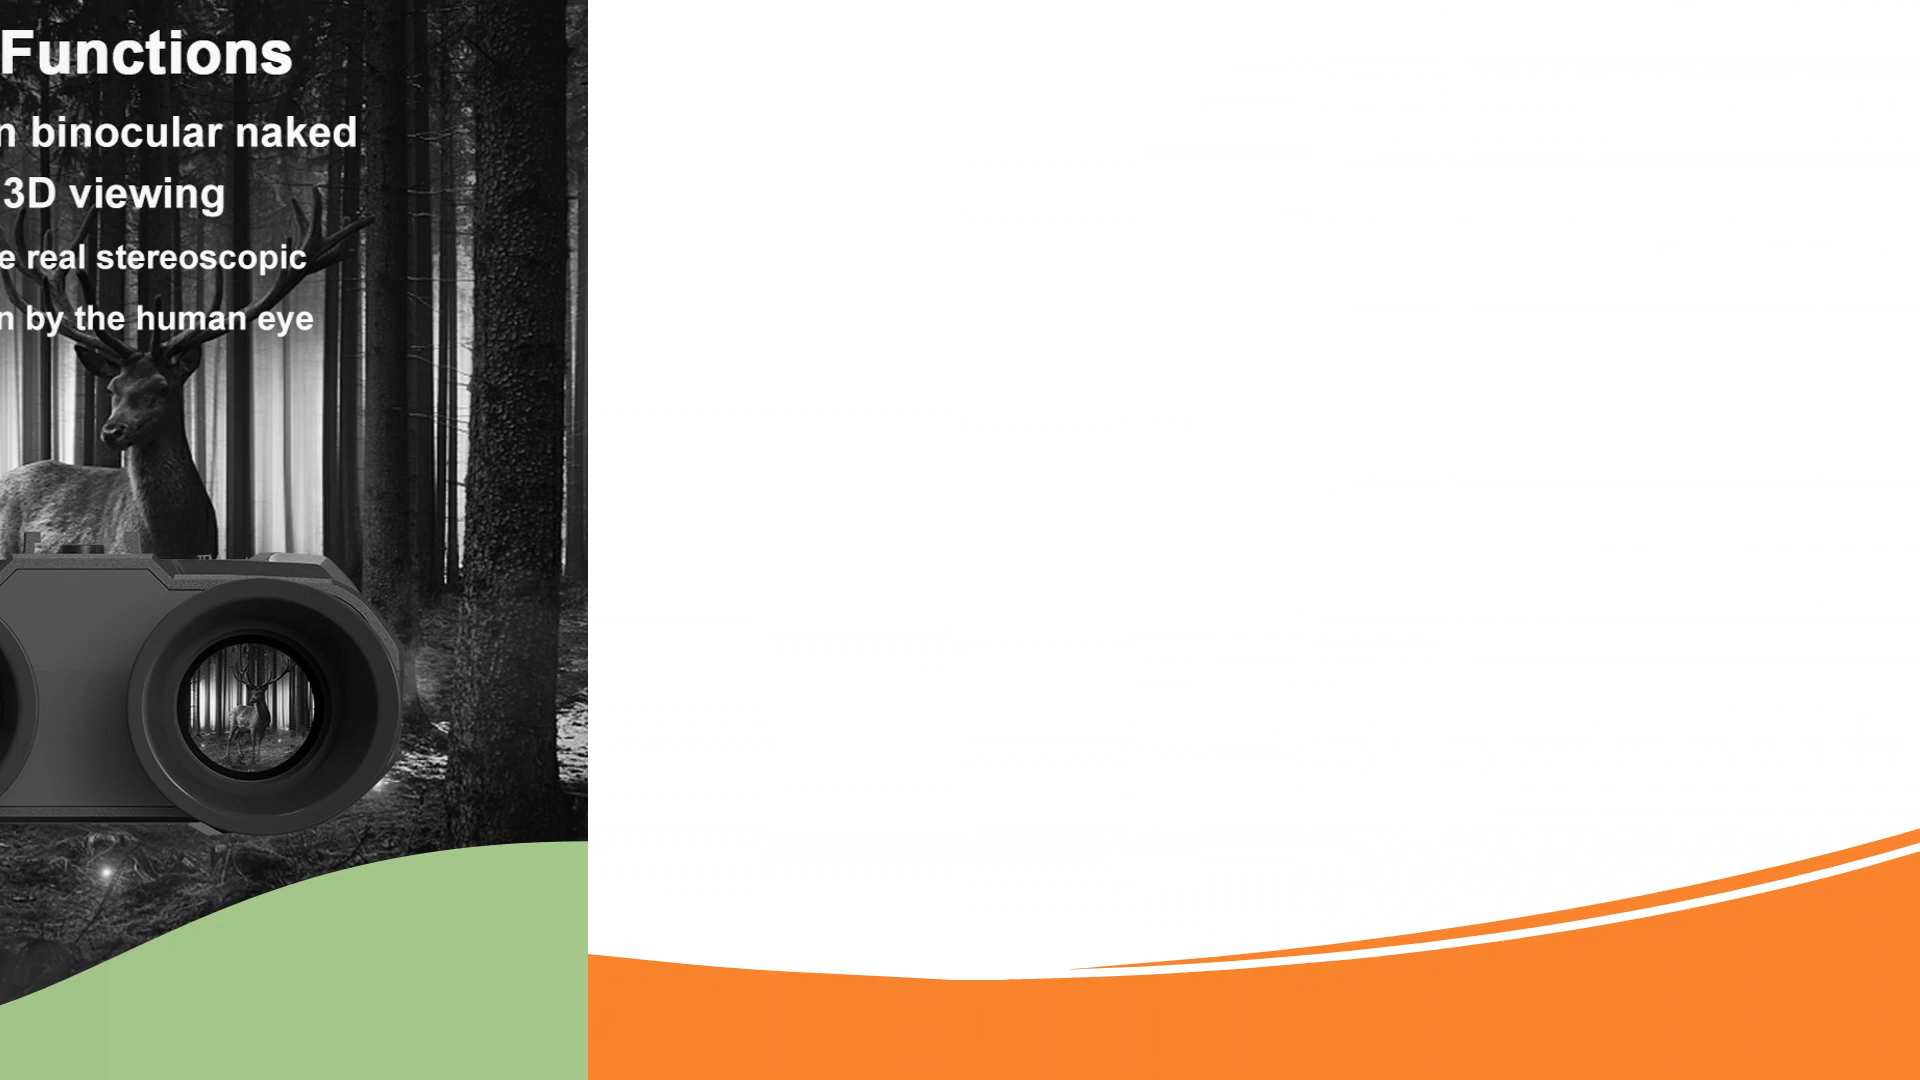 Functions
n binocular naked
3D viewing
e real stereoscopic
n by the human eye